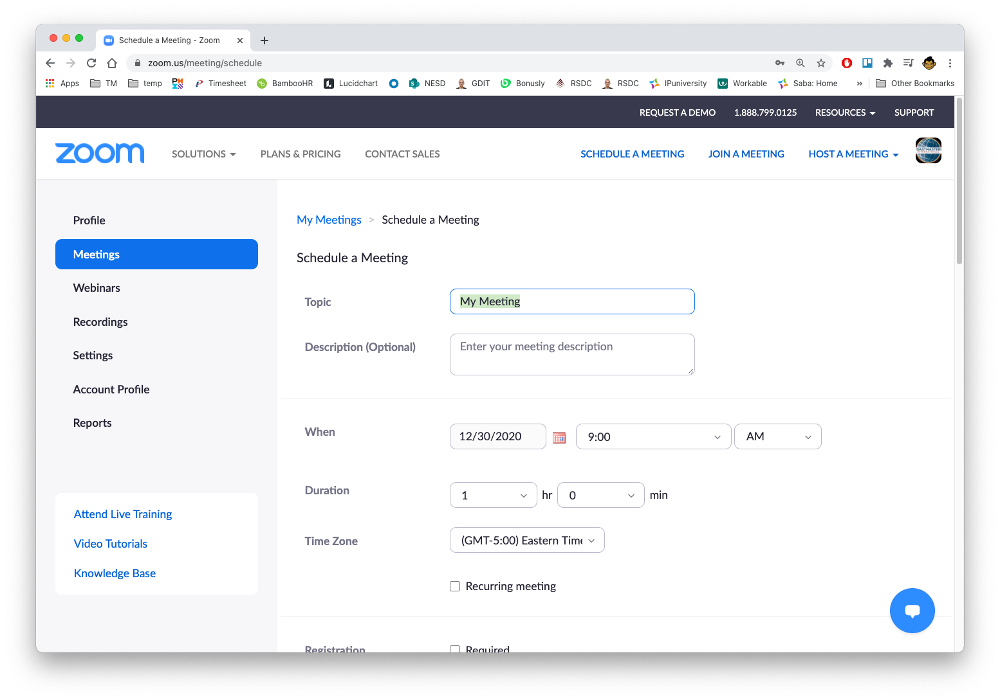 Schedule a Meeting - Zoom
zoom.us/meeting/schedule
Apps TM temp Timesheet BambooHR Lucidchart NESD GDIT Bonusly RSDC RSDC IPuniversity Workable Saba: Home » Other Bookmarks
REQUEST A DEMO 1.888.799.0125 RESOURCES SUPPORT
zoom SOLUTIONS PLANS & PRICING CONTACT SALES SCHEDULE A MEETING JOIN A MEETING HOST A MEETING
Profile
Meetings
Webinars
Recordings
Settings
Account Profile
Reports
Attend Live Training
Video Tutorials
Knowledge Base
My Meetings > Schedule a Meeting
Schedule a Meeting
Topic My Meeting
Description (Optional) Enter your meeting description
When 12/30/2020 9:00 AM
Duration 1 hr 0 min
Time Zone (GMT-5:00) Eastern Time
Recurring meeting
Registration Required